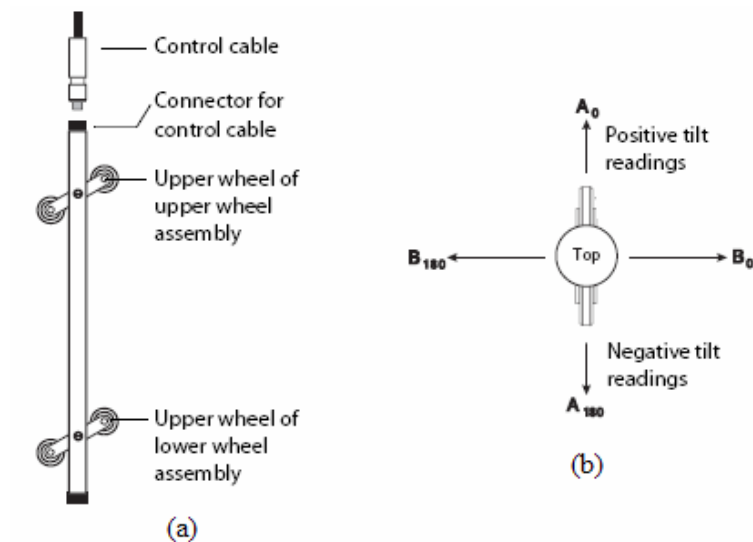 Control cable
Connector for
control cable
Upper wheel of
upper wheel
assembly
Upper wheel of
lower wheel
assembly
(a)
A0
Positive tilt
readings
B180
Top
B0
Negative tilt
readings
A180
(b)